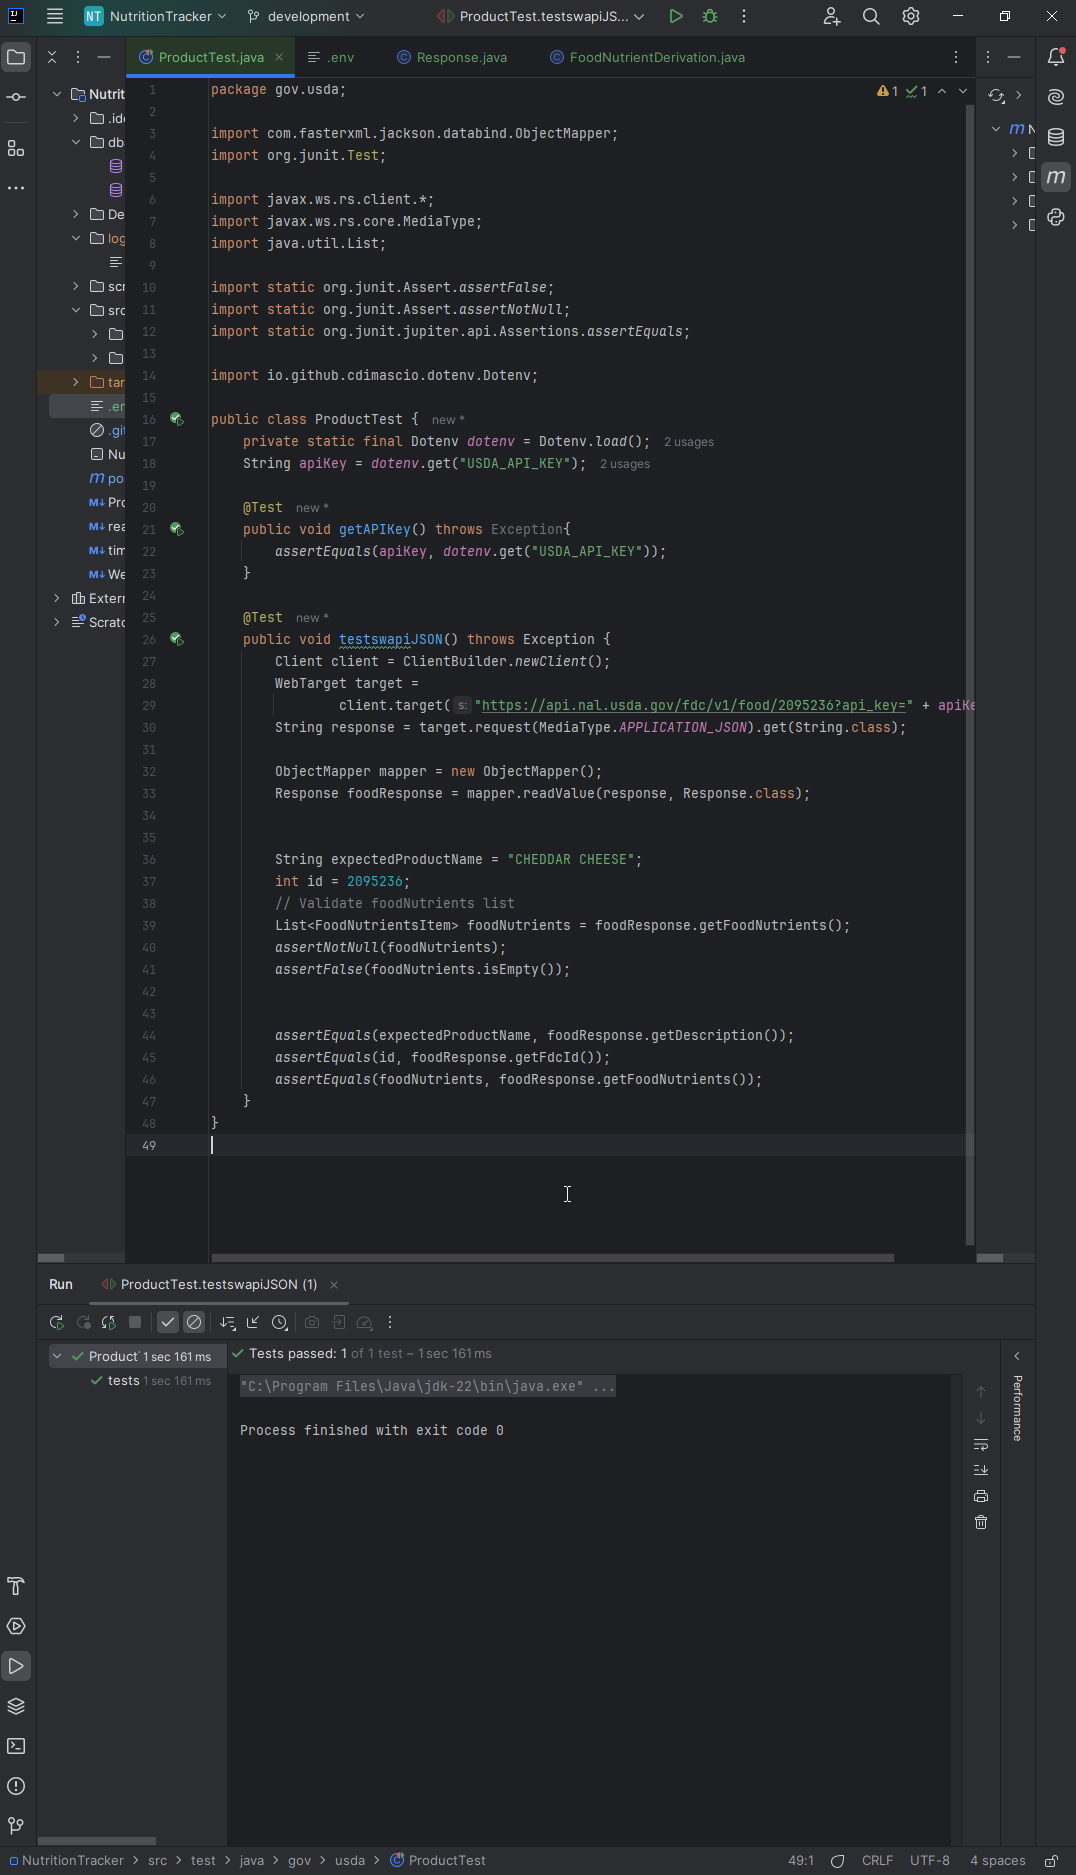 NT NutritionTracker development ProductTest.testswapiJS...
ProductTest.java .env Response.java FoodNutrientDerivation.java
Nutrit
.id
db
De
log
scr
src
tar
.en
.git
Nu
m po
M↓ Pro
M↓ rea
M↓ tim
M↓ We
Extern
Scratc
1 package gov.usda;
1 1
2
3 import com.fasterxml.jackson.databind.ObjectMapper;
4 import org.junit.Test;
5
6 import javax.ws.rs.client.*;
7 import javax.ws.rs.core.MediaType;
8 import java.util.List;
9
10 import static org.junit.Assert.assertFalse;
11 import static org.junit.Assert.assertNotNull;
12 import static org.junit.jupiter.api.Assertions.assertEquals;
13
14 import io.github.cdimascio.dotenv.Dotenv;
15
16 public class ProductTest { new *
17 private static final Dotenv dotenv = Dotenv.load(); 2 usages
18 String apiKey = dotenv.get("USDA_API_KEY"); 2 usages
19
20 @Test new *
21 public void getAPIKey() throws Exception{
22 assertEquals(apiKey, dotenv.get("USDA_API_KEY"));
23 }
24
25 @Test new *
26 public void testswapiJSON() throws Exception {
27 Client client = ClientBuilder.newClient();
28 WebTarget target =
29 client.target( s: "https://api.nal.usda.gov/fdc/v1/food/2095236?api_key=" + apiKe
30 String response = target.request(MediaType.APPLICATION_JSON).get(String.class);
31
32 ObjectMapper mapper = new ObjectMapper();
33 Response foodResponse = mapper.readValue(response, Response.class);
34
35
36 String expectedProductName = "CHEDDAR CHEESE";
37 int id = 2095236;
38 // Validate foodNutrients list
39 List<FoodNutrientsItem> foodNutrients = foodResponse.getFoodNutrients();
40 assertNotNull(foodNutrients);
41 assertFalse(foodNutrients.isEmpty());
42
43
44 assertEquals(expectedProductName, foodResponse.getDescription());
45 assertEquals(id, foodResponse.getFdcId());
46 assertEquals(foodNutrients, foodResponse.getFoodNutrients());
47 }
48 }
49
m N
m
Run ProductTest.testswapiJSON (1)
Product 1 sec 161 ms
tests 1 sec 161 ms
Tests passed: 1 of 1 test – 1 sec 161 ms
"C:\Program Files\Java\jdk-22\bin\java.exe" ...
Process finished with exit code 0
Performance
NutritionTracker > src > test > java > gov > usda > ProductTest
49:1 CRLF UTF-8 4 spaces